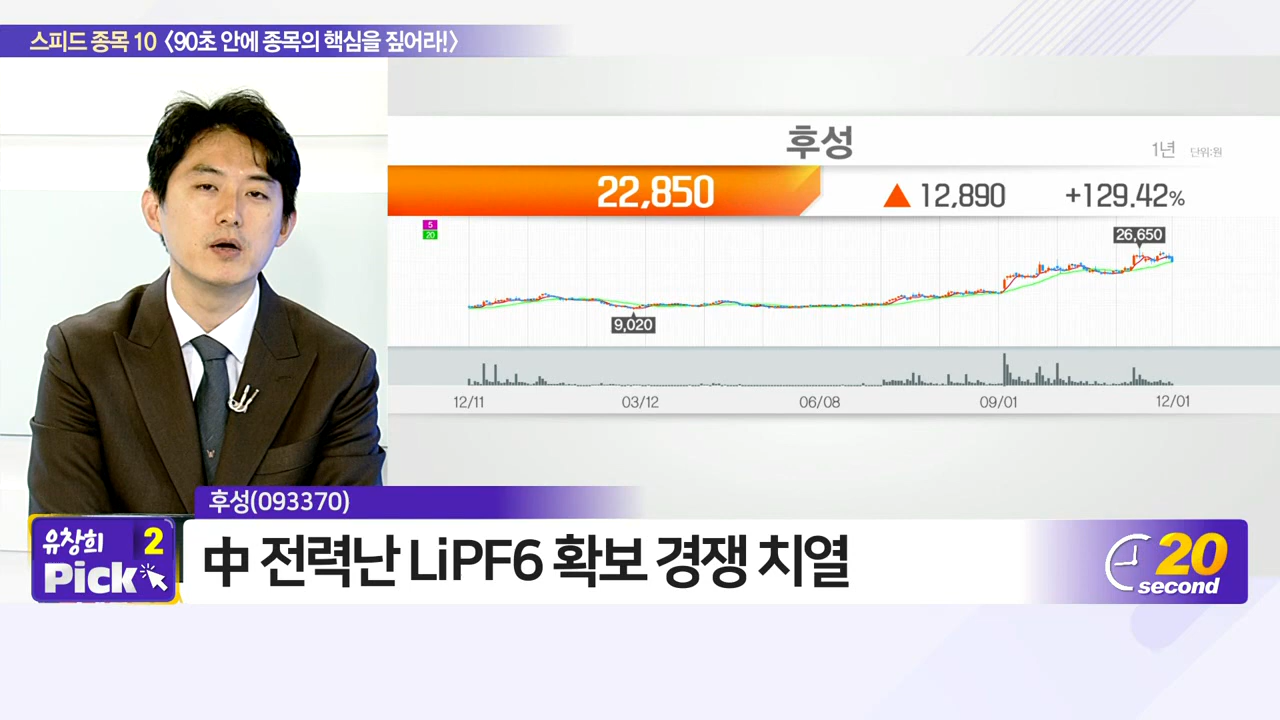 스피드 종목 10 〈90초 안에 종목의 핵심을 짚어라!〉
후성
1년 단위:원
22,850
▲ 12,890
+129.42%
5
20
26,650
9,020
12/11
03/12
06/08
09/01
12/01
후성(093370)
유창희 2
Pick
中 전력난 LiPF6 확보 경쟁 치열
20
second